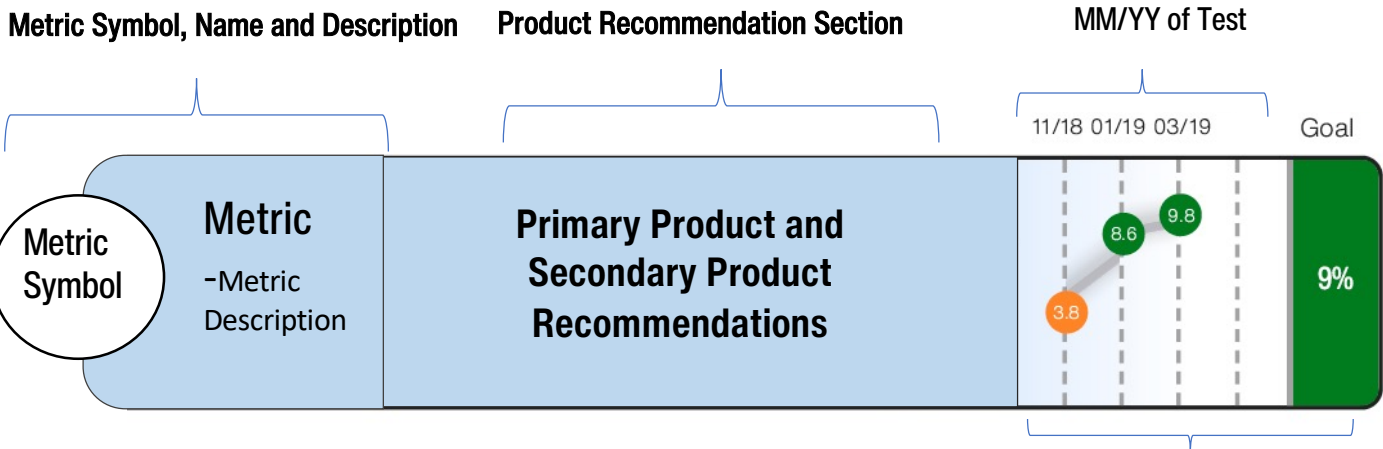 Metric Symbol, Name and Description
Product Recommendation Section
MM/YY of Test
11/18 01/19 03/19
Goal
Metric
Symbol
Metric
-Metric
Description
Primary Product and
Secondary Product
Recommendations
3.8
8.6
9.8
9%